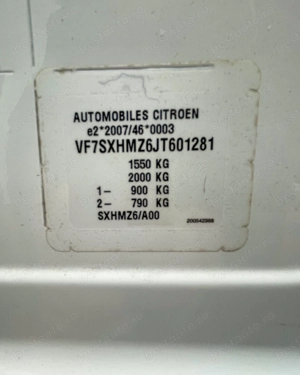 AUTOMOBILES CITROEN
e2*2007/46*0003
VF7SXHMZ6JT601281
1550 KG
2000 KG
1- 900 KG
2- 790 KG
SXHMZ6/A00